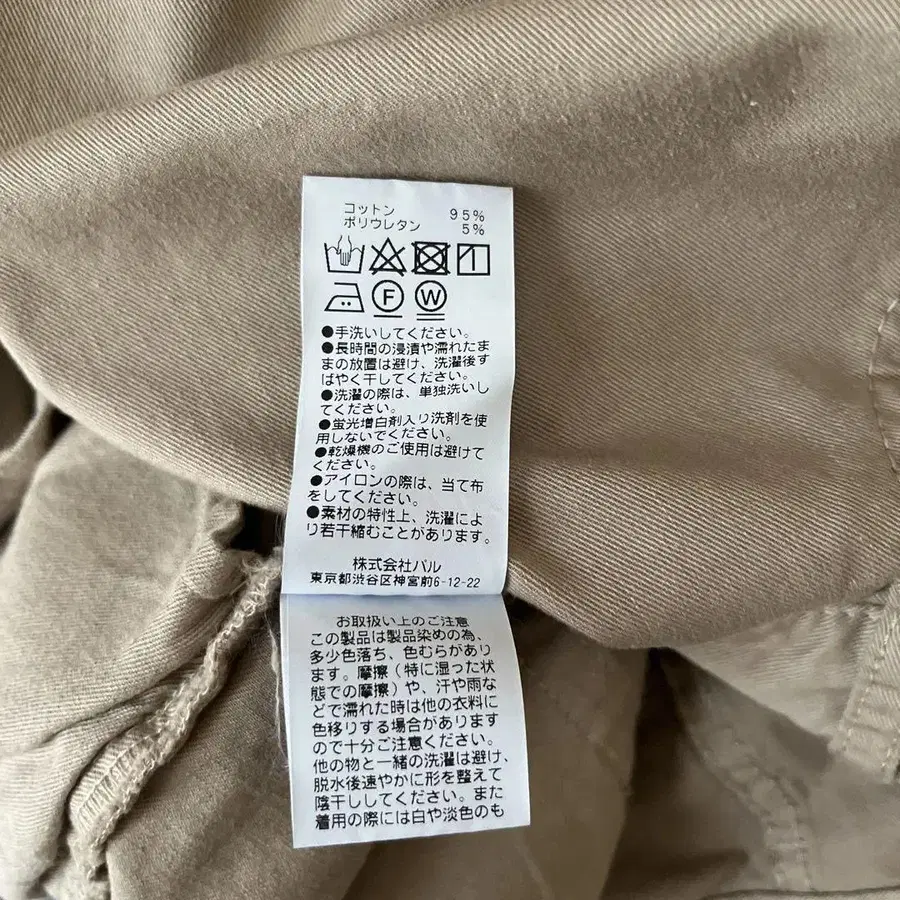 コットン 95%
ポリウレタン 5%
F W
●手洗いしてください。
●長時間の浸漬や濡れたま
まの放置は避け、洗濯後す
ばやく干してください。
●洗濯の際は、単独洗いし
てください。
●蛍光増白剤入り洗剤を使
用しないでください。
●乾燥機のご使用は避けて
ください。
●アイロンの際は、当て布
をしてください。
●素材の特性上、洗濯によ
り若干縮むことがあります。
株式会社パル
東京都渋谷区神宮前6-12-22
お取扱い上のご注意
この製品は製品染めの為、
多少色落ち、色むらがあり
ます。摩擦(特に湿った状
態での摩擦)や、汗や雨な
どで濡れた時は他の衣料に
色移りする場合があります
ので十分ご注意ください。
他の物と一緒の洗濯は避け、
脱水後速やかに形を整えて
陰干ししてください。また
着用の際には白や淡色のも